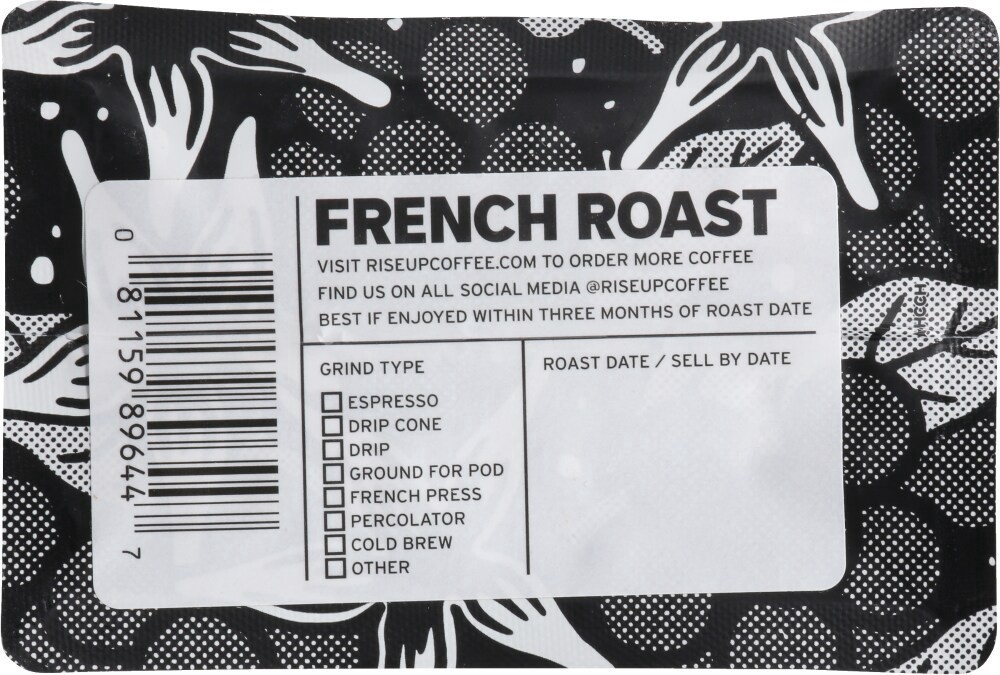 FRENCH ROAST
VISIT RISEUPCOFFEE.COM TO ORDER MORE COFFEE
FIND US ON ALL SOCIAL MEDIA @RISEUPCOFFEE
BEST IF ENJOYED WITHIN THREE MONTHS OF ROAST DATE
GRIND TYPE
ESPRESSO
DRIP CONE
DRIP
GROUND FOR POD
FRENCH PRESS
PERCOLATOR
COLD BREW
OTHER
ROAST DATE / SELL BY DATE
0 81159 89644 7